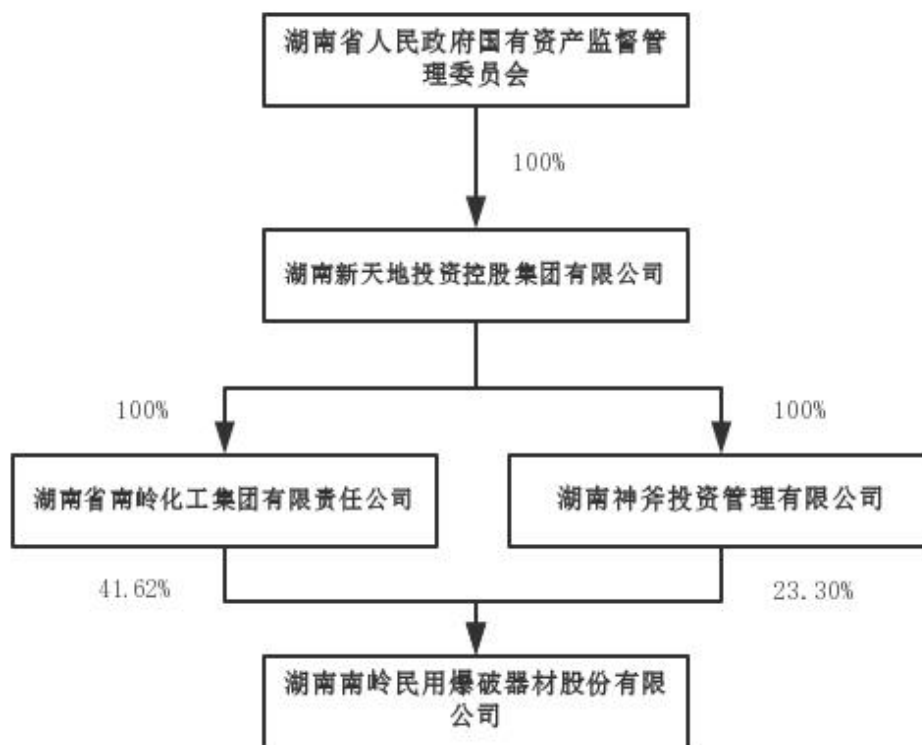 湖南省人民政府国有资产监督管
理委员会
100%
湖南新天地投资控股集团有限公司
100%
100%
湖南省南岭化工集团有限责任公司
湖南神斧投资管理有限公司
41.62%
23.30%
湖南南岭民用爆破器材股份有限
公司